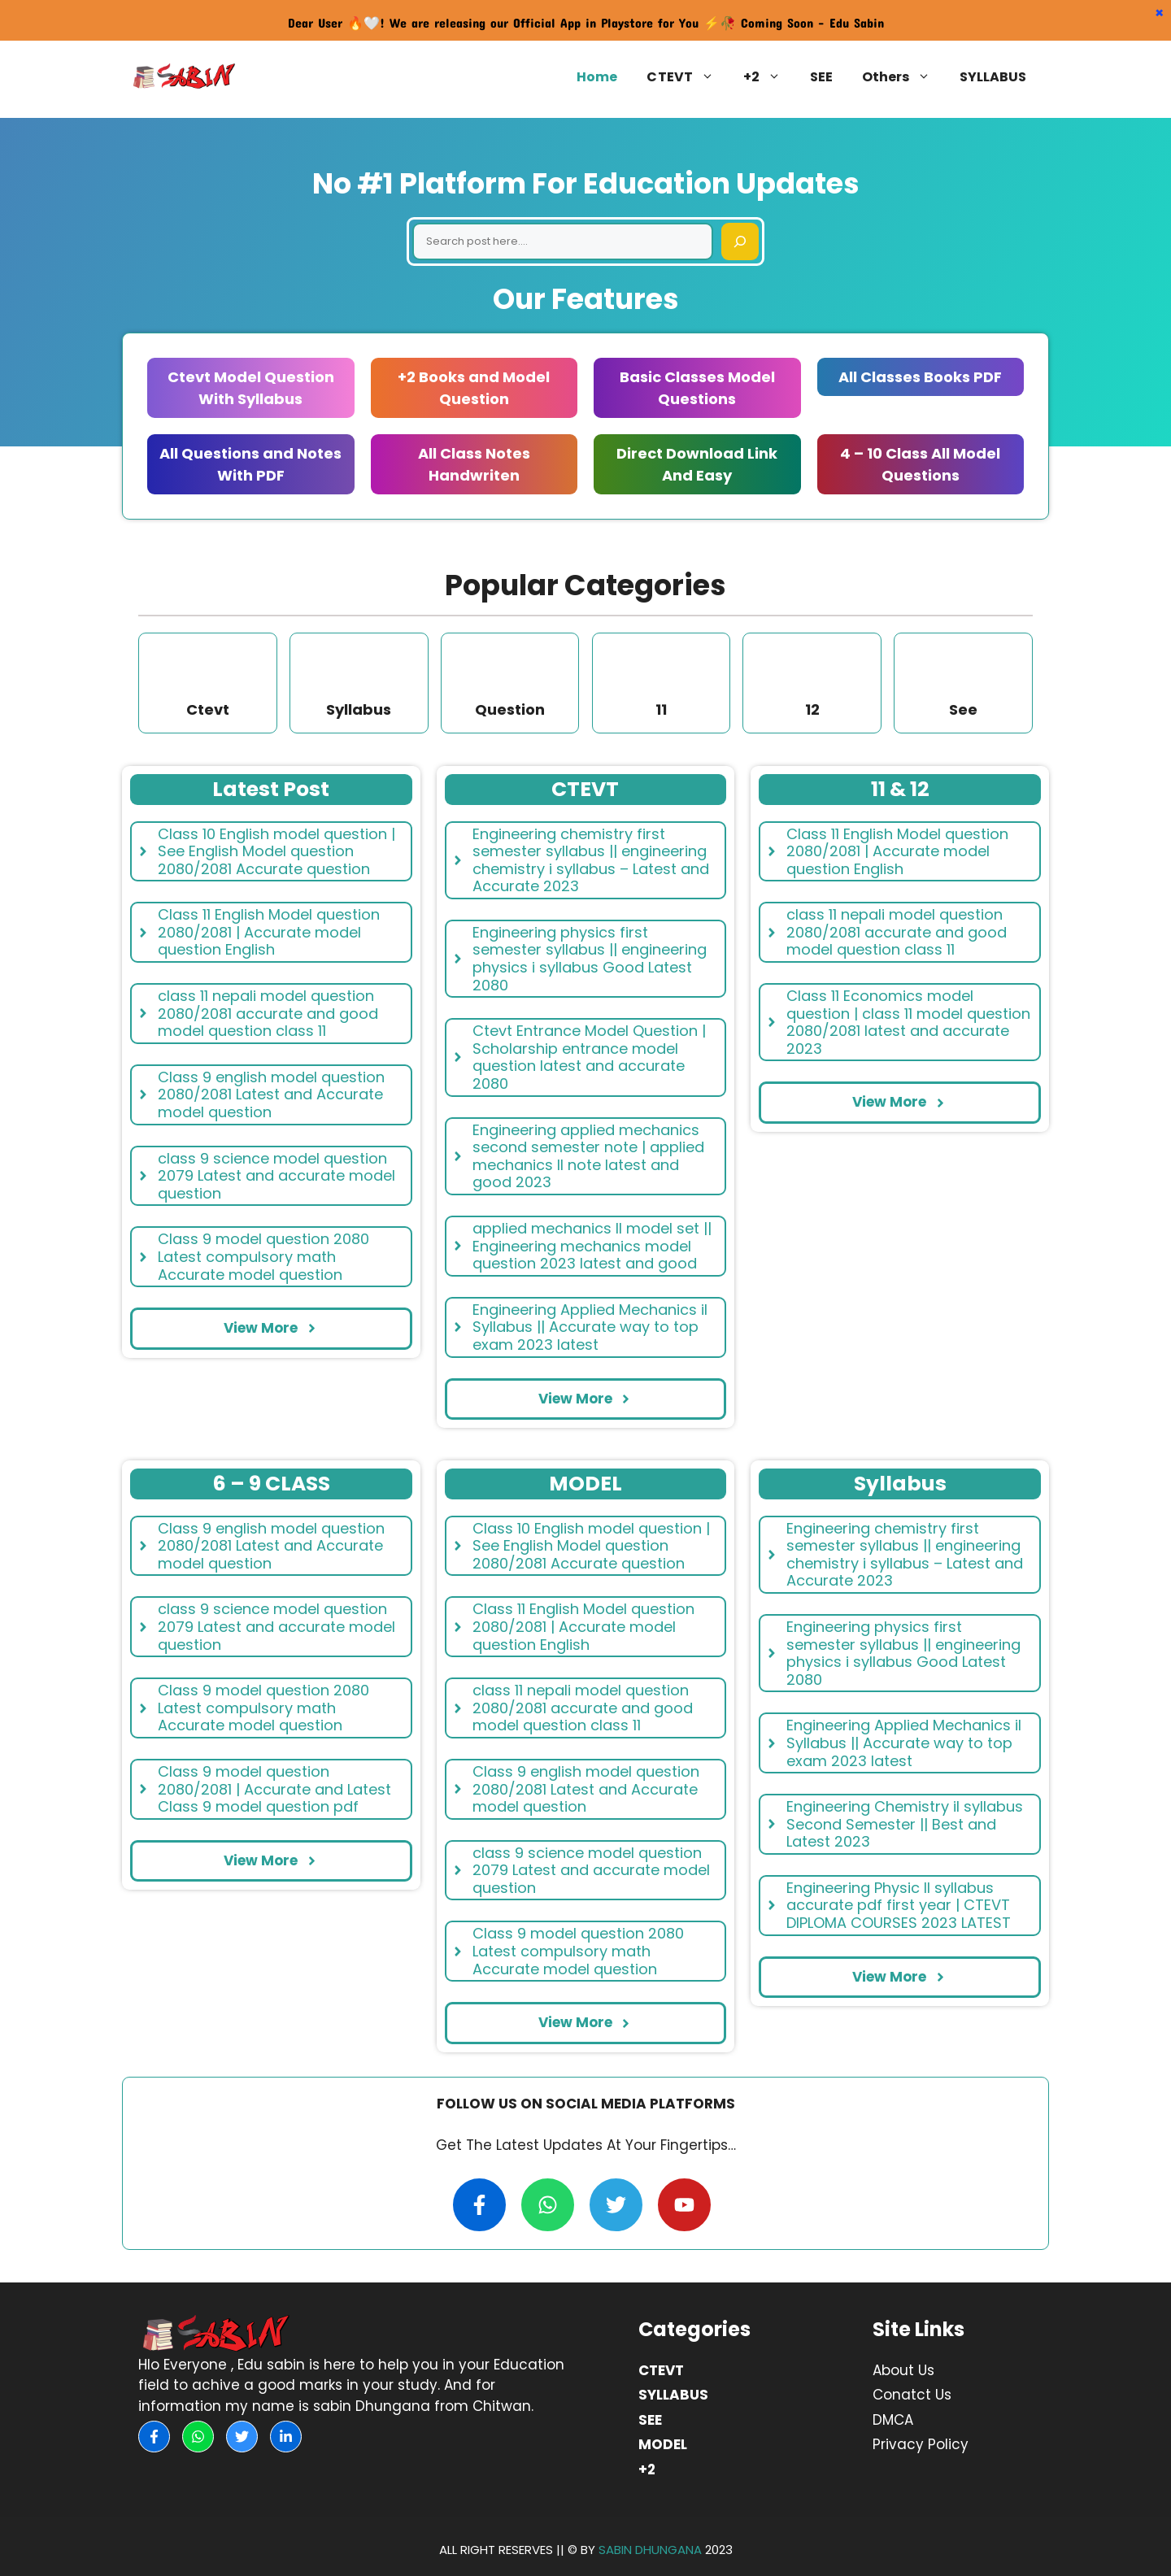 Dear User 🔥🤍! We are releasing our Official App in Playstore for You ⚡🥀 Coming Soon - Edu Sabin
SABIN
Home CTEVT +2 SEE Others SYLLABUS
No #1 Platform For Education Updates
Search post here....
Our Features
Ctevt Model Question
With Syllabus
+2 Books and Model
Question
Basic Classes Model
Questions
All Classes Books PDF
All Questions and Notes
With PDF
All Class Notes
Handwriten
Direct Download Link
And Easy
4 – 10 Class All Model
Questions
Popular Categories
Ctevt
Syllabus
Question
11
12
See
Latest Post
Class 10 English model question |
See English Model question
2080/2081 Accurate question
Class 11 English Model question
2080/2081 | Accurate model
question English
class 11 nepali model question
2080/2081 accurate and good
model question class 11
Class 9 english model question
2080/2081 Latest and Accurate
model question
class 9 science model question
2079 Latest and accurate model
question
Class 9 model question 2080
Latest compulsory math
Accurate model question
View More
CTEVT
Engineering chemistry first
semester syllabus || engineering
chemistry i syllabus – Latest and
Accurate 2023
Engineering physics first
semester syllabus || engineering
physics i syllabus Good Latest
2080
Ctevt Entrance Model Question |
Scholarship entrance model
question latest and accurate
2080
Engineering applied mechanics
second semester note | applied
mechanics II note latest and
good 2023
applied mechanics II model set ||
Engineering mechanics model
question 2023 latest and good
Engineering Applied Mechanics iI
Syllabus || Accurate way to top
exam 2023 latest
View More
11 & 12
Class 11 English Model question
2080/2081 | Accurate model
question English
class 11 nepali model question
2080/2081 accurate and good
model question class 11
Class 11 Economics model
question | class 11 model question
2080/2081 latest and accurate
2023
View More
6 – 9 CLASS
Class 9 english model question
2080/2081 Latest and Accurate
model question
class 9 science model question
2079 Latest and accurate model
question
Class 9 model question 2080
Latest compulsory math
Accurate model question
Class 9 model question
2080/2081 | Accurate and Latest
Class 9 model question pdf
View More
MODEL
Class 10 English model question |
See English Model question
2080/2081 Accurate question
Class 11 English Model question
2080/2081 | Accurate model
question English
class 11 nepali model question
2080/2081 accurate and good
model question class 11
Class 9 english model question
2080/2081 Latest and Accurate
model question
class 9 science model question
2079 Latest and accurate model
question
Class 9 model question 2080
Latest compulsory math
Accurate model question
View More
Syllabus
Engineering chemistry first
semester syllabus || engineering
chemistry i syllabus – Latest and
Accurate 2023
Engineering physics first
semester syllabus || engineering
physics i syllabus Good Latest
2080
Engineering Applied Mechanics iI
Syllabus || Accurate way to top
exam 2023 latest
Engineering Chemistry iI syllabus
Second Semester || Best and
Latest 2023
Engineering Physic II syllabus
accurate pdf first year | CTEVT
DIPLOMA COURSES 2023 LATEST
View More
FOLLOW US ON SOCIAL MEDIA PLATFORMS
Get The Latest Updates At Your Fingertips…
SABIN
Hlo Everyone , Edu sabin is here to help you in your Education
field to achive a good marks in your study. And for
information my name is sabin Dhungana from Chitwan.
Categories
CTEVT
SYLLABUS
SEE
MODEL
+2
Site Links
About Us
Conatct Us
DMCA
Privacy Policy
ALL RIGHT RESERVES || © BY SABIN DHUNGANA 2023